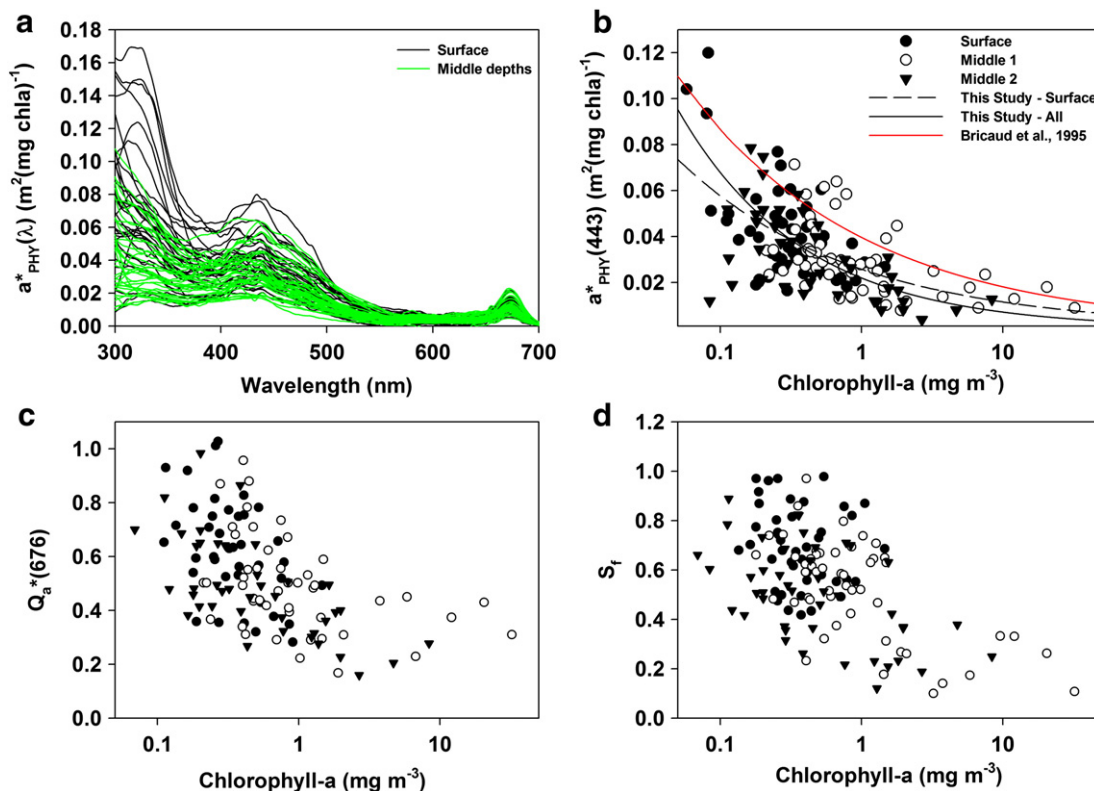 a
a*PHY(λ) (m²(mg chla)⁻¹)
0.18
0.16
0.14
0.12
0.10
0.08
0.06
0.04
0.02
0.00
Surface
Middle depths
300 400 500 600 700
Wavelength (nm)
b
a*PHY(443) (m²(mg chla)⁻¹)
0.12
0.10
0.08
0.06
0.04
0.02
Surface
Middle 1
Middle 2
This Study - Surface
This Study - All
Bricaud et al., 1995
0.1 1 10
Chlorophyll-a (mg m⁻³)
c
Qa*(676)
1.0
0.8
0.6
0.4
0.2
0.0
0.1 1 10
Chlorophyll-a (mg m⁻³)
d
Sf
1.2
1.0
0.8
0.6
0.4
0.2
0.0
0.1 1 10
Chlorophyll-a (mg m⁻³)